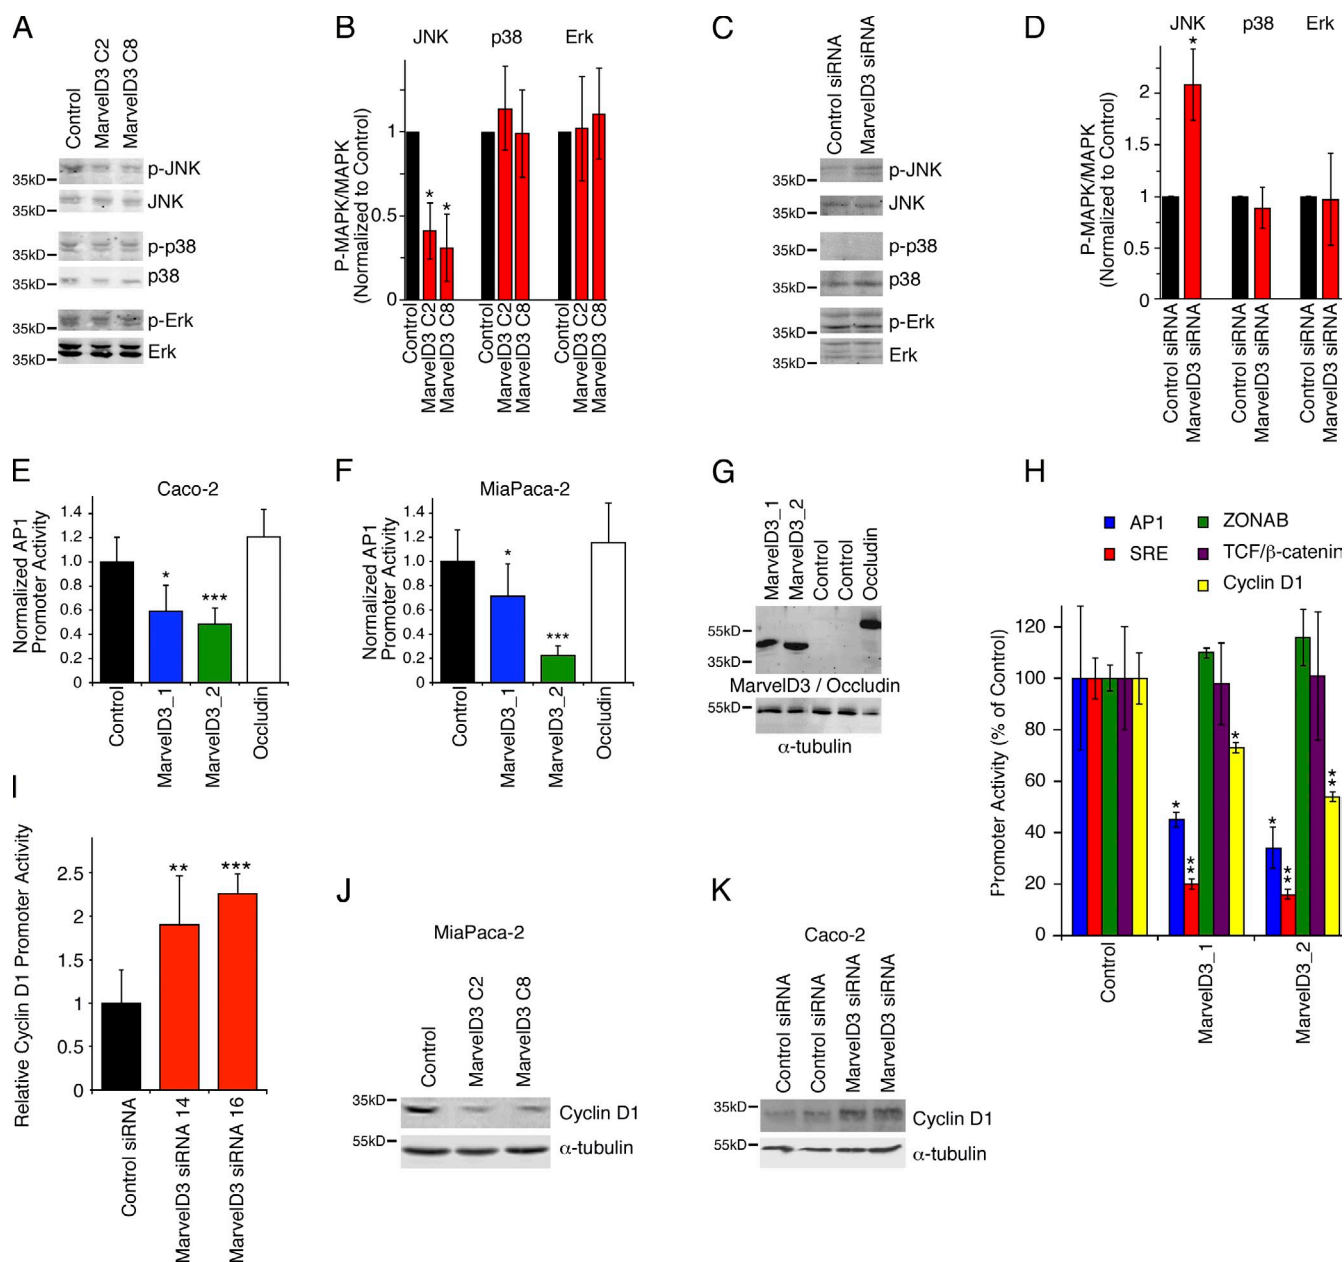 A
Control
MarvelD3 C2
MarvelD3 C8
35kD
p-JNK
35kD
JNK
p-p38
35kD
p38
p-Erk
35kD
Erk
B
JNK p38 Erk
P-MAPK/MAPK
(Normalized to Control)
1
0.5
0
Control
MarvelD3 C2
MarvelD3 C8
Control
MarvelD3 C2
MarvelD3 C8
Control
MarvelD3 C2
MarvelD3 C8
* *
C
Control siRNA
MarvelD3 siRNA
35kD
p-JNK
35kD
JNK
35kD
p-p38
35kD
p38
35kD
p-Erk
35kD
Erk
D
JNK p38 Erk
*
P-MAPK/MAPK
(Normalized to Control)
2
1.5
1
0.5
0
Control siRNA
MarvelD3 siRNA
Control siRNA
MarvelD3 siRNA
Control siRNA
MarvelD3 siRNA
E
Caco-2
Normalized AP1
Promoter Activity
1.4
1.2
1.0
0.8
0.6
0.4
0.2
0
* ***
Control
MarvelD3_1
MarvelD3_2
Occludin
F
MiaPaca-2
Normalized AP1
Promoter Activity
1.4
1.2
1.0
0.8
0.6
0.4
0.2
0
* ***
Control
MarvelD3_1
MarvelD3_2
Occludin
G
MarvelD3_1
MarvelD3_2
Control
Control
Occludin
55kD
35kD
MarvelD3 / Occludin
55kD
α-tubulin
H
AP1
SRE
ZONAB
TCF/β-catenin
Cyclin D1
Promoter Activity (% of Control)
120
100
80
60
40
20
0
* ** *
* ** **
Control
MarvelD3_1
MarvelD3_2
I
Relative Cyclin D1 Promoter Activity
2.5
2
1.5
1
0.5
0
** ***
Control siRNA
MarvelD3 siRNA 14
MarvelD3 siRNA 16
J
MiaPaca-2
Control
MarvelD3 C2
MarvelD3 C8
35kD
Cyclin D1
55kD
α-tubulin
K
Caco-2
Control siRNA
Control siRNA
MarvelD3 siRNA
MarvelD3 siRNA
35kD
Cyclin D1
55kD
α-tubulin